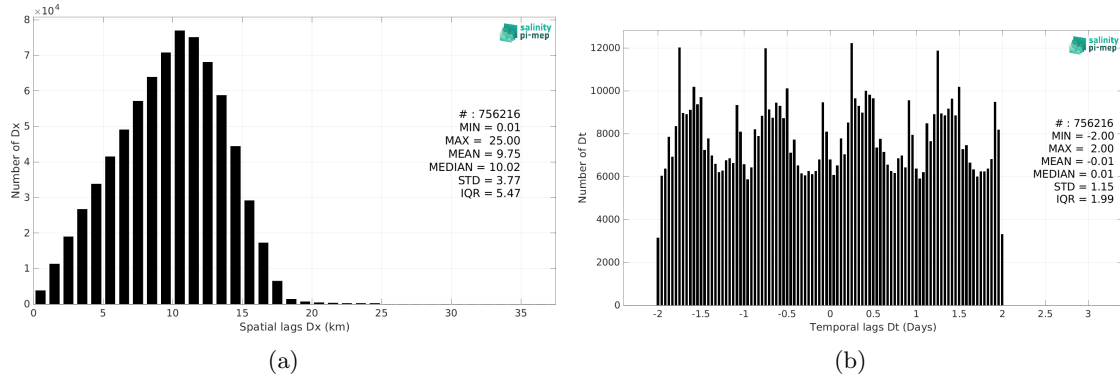 ×10⁴
8
7
6
5
4
3
2
1
0
Number of Dx
0 5 10 15 20 25 30 35
Spatial lags Dx (km)
salinity
pi-mep
# : 756216
MIN = 0.01
MAX = 25.00
MEAN = 9.75
MEDIAN = 10.02
STD = 3.77
IQR = 5.47
(a)
12000
10000
8000
6000
4000
2000
0
Number of Dt
-2 -1.5 -1 -0.5 0 0.5 1 1.5 2 2.5 3
Temporal lags Dt (Days)
salinity
pi-mep
# : 756216
MIN = -2.00
MAX = 2.00
MEAN = -0.01
MEDIAN = 0.01
STD = 1.15
IQR = 1.99
(b)